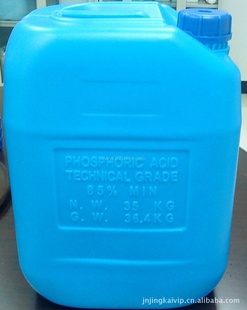 PHOSPHORIC ACID
TECHNICAL GRADE
85% MIN
N. W. 35 KG
G. W. 36.4KG
jnjingkaivip.cn.alibaba.com